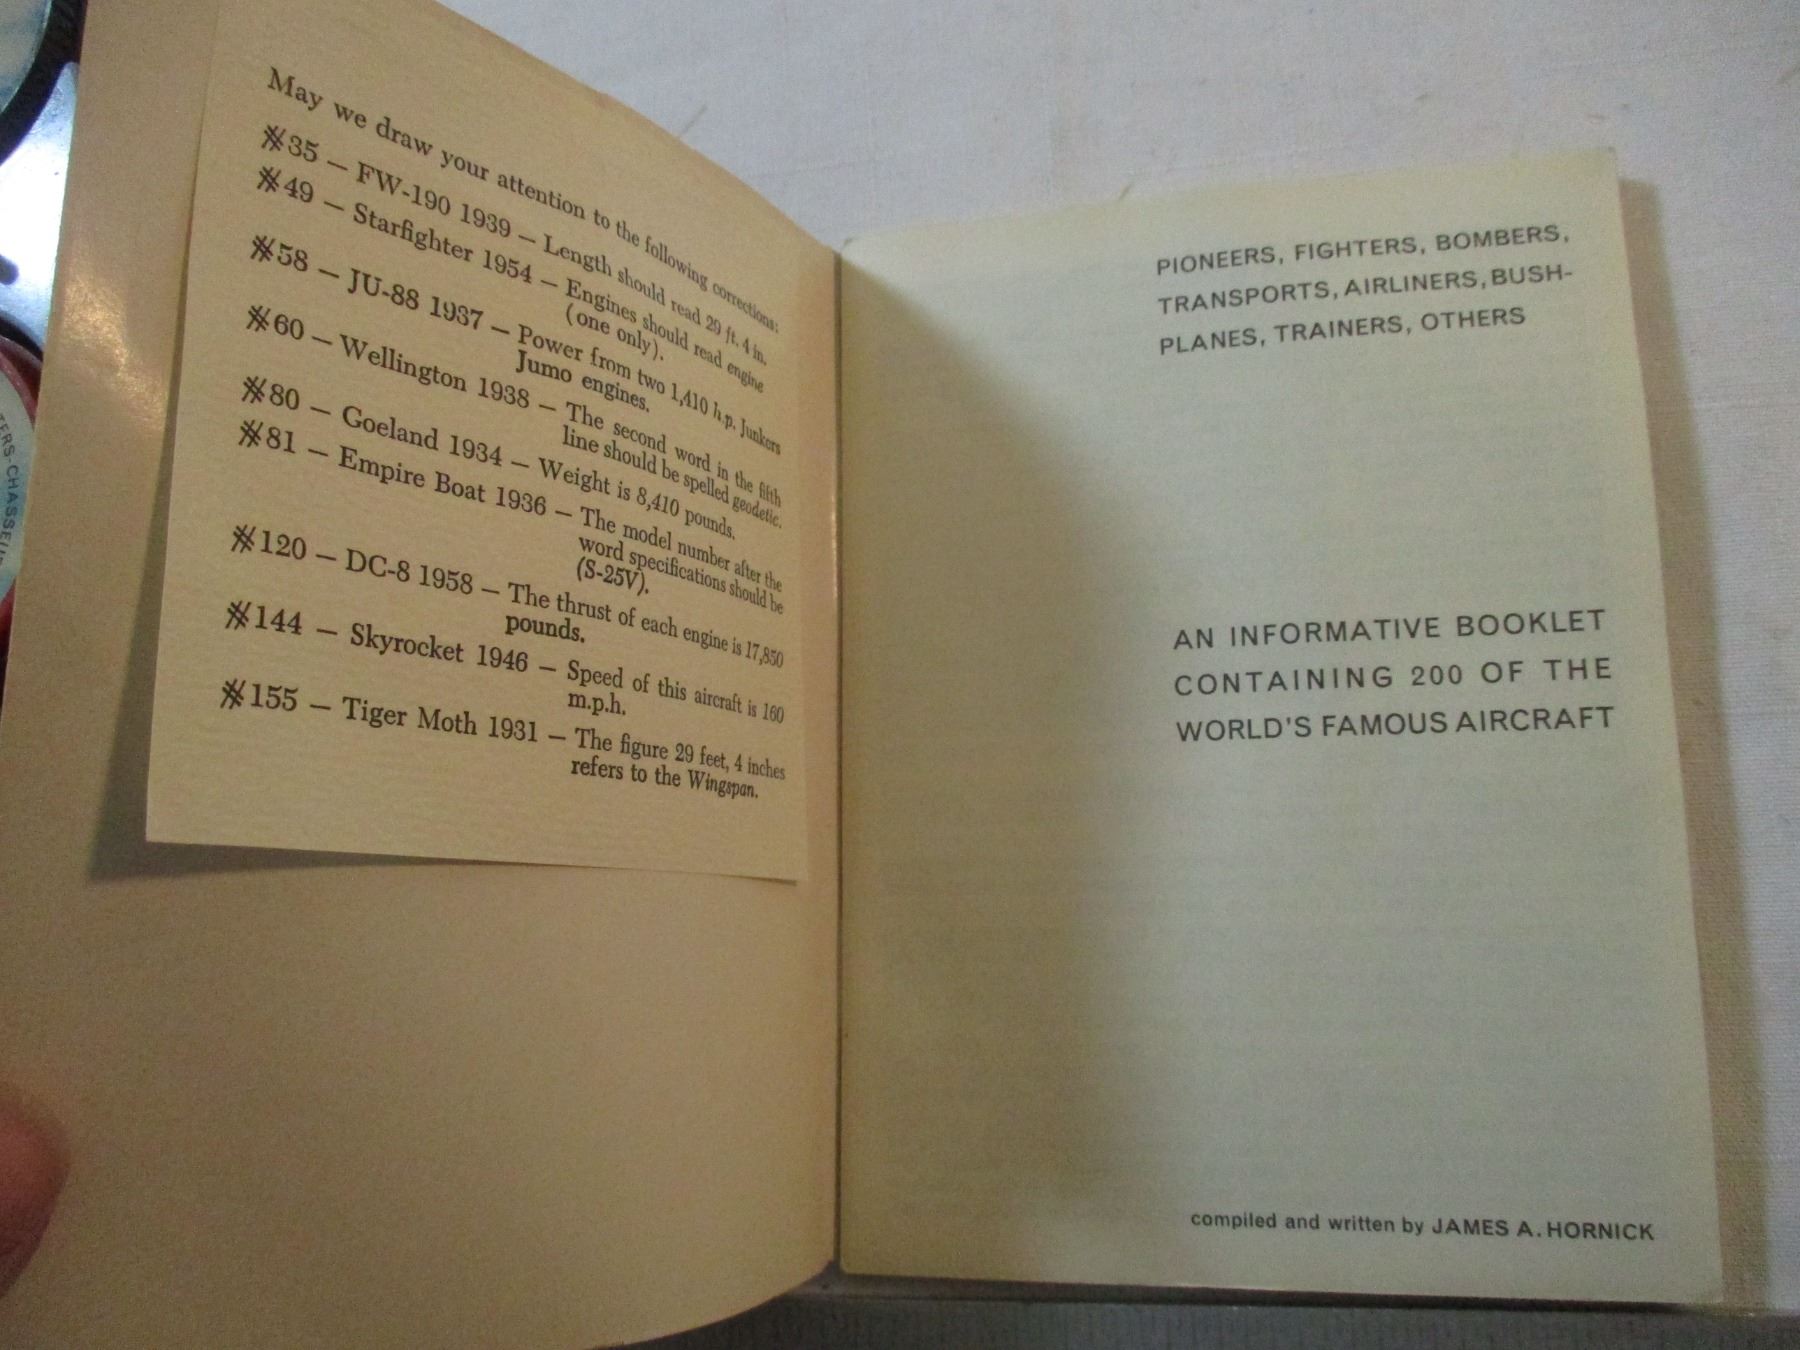 May we draw your attention to the following corrections:
#35 — FW-190 1939 — Length should read 29 ft. 4 in.
#49 — Starfighter 1954 — Engines should read engine
(one only).
#58 — JU-88 1937 — Power from two 1,410 h.p. Junkers
Jumo engines.
#60 — Wellington 1938 — The second word in the fifth
line should be spelled geodetic.
#80 — Goeland 1934 — Weight is 8,410 pounds.
#81 — Empire Boat 1936 — The model number after the
word specifications should be
(S-25V).
#120 — DC-8 1958 — The thrust of each engine is 17,850
pounds.
#144 — Skyrocket 1946 — Speed of this aircraft is 160
m.p.h.
#155 — Tiger Moth 1931 — The figure 29 feet, 4 inches
refers to the Wingspan.
PIONEERS, FIGHTERS, BOMBERS,
TRANSPORTS, AIRLINERS, BUSH-
PLANES, TRAINERS, OTHERS
AN INFORMATIVE BOOKLET
CONTAINING 200 OF THE
WORLD'S FAMOUS AIRCRAFT
compiled and written by JAMES A. HORNICK